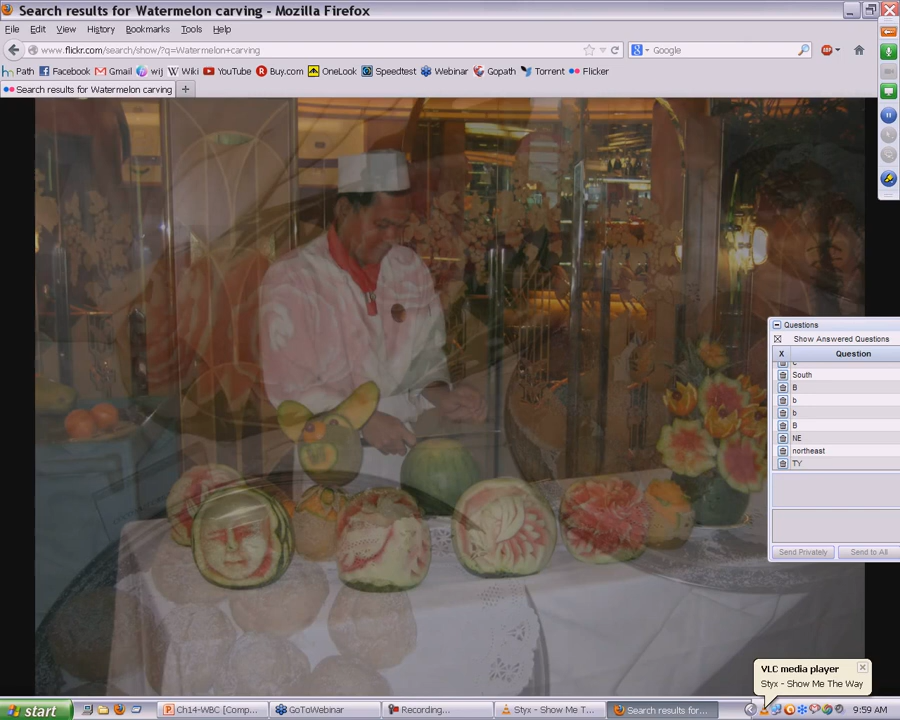 Search results for Watermelon carving - Mozilla Firefox
File Edit View History Bookmarks Tools Help
www.flickr.com/search/show/?q=Watermelon+carving
Google
ABP
Path Facebook Gmail wij Wiki YouTube Buy.com OneLook Speedtest Webinar Gopath Torrent Flicker
Search results for Watermelon carving
Questions
Show Answered Questions
X Question
South
B
b
b
B
NE
northeast
TY
Send Privately Send to All
VLC media player
Styx - Show Me The Way
start Ch14-WBC [Comp... GoToWebinar Recording... Styx - Show Me T... Search results for... 9:59 AM